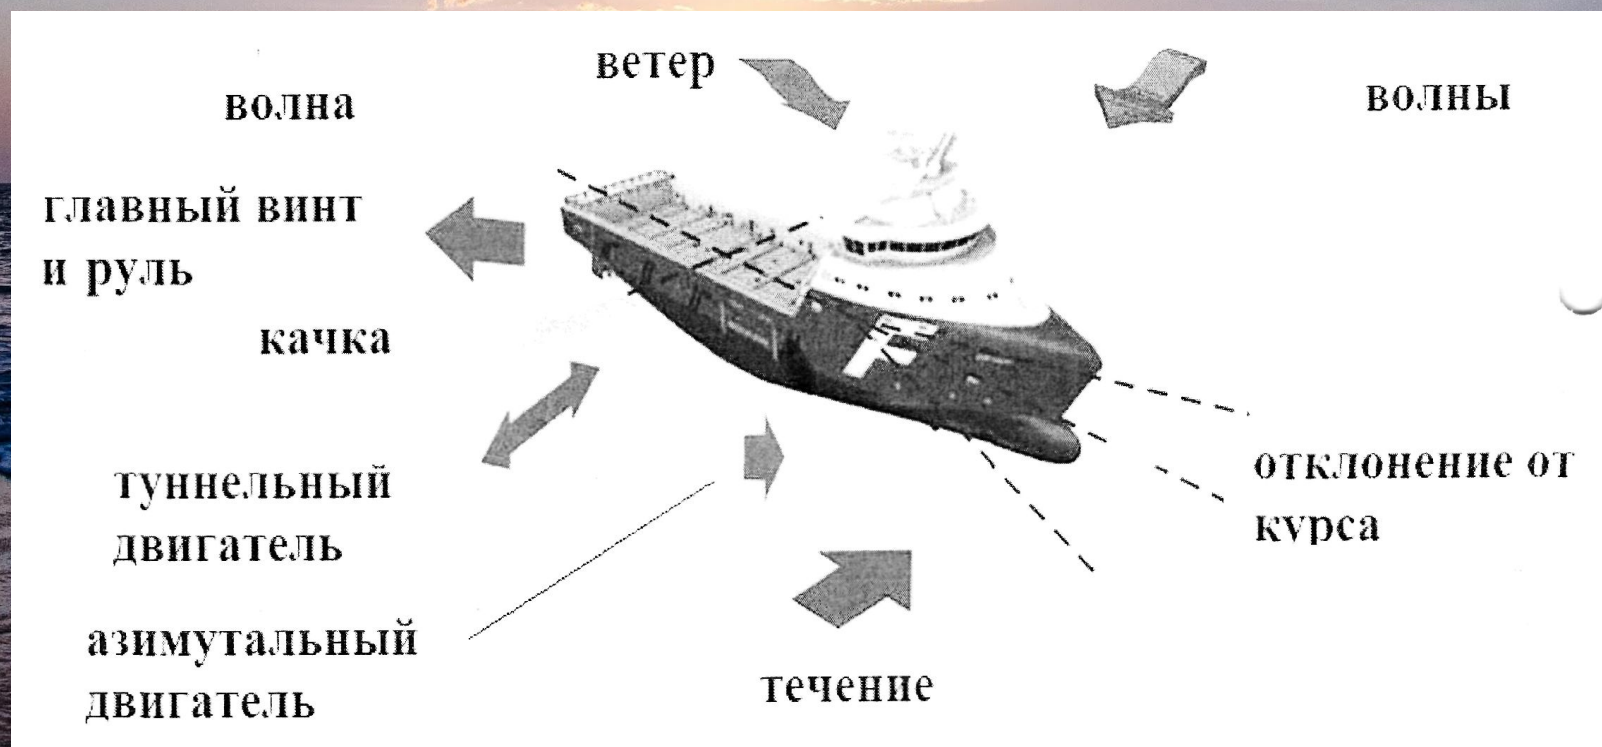 ветер
волна
волны
главный винт
и руль
качка
отклонение от
курса
туннельный
двигатель
азимутальный
двигатель
течение